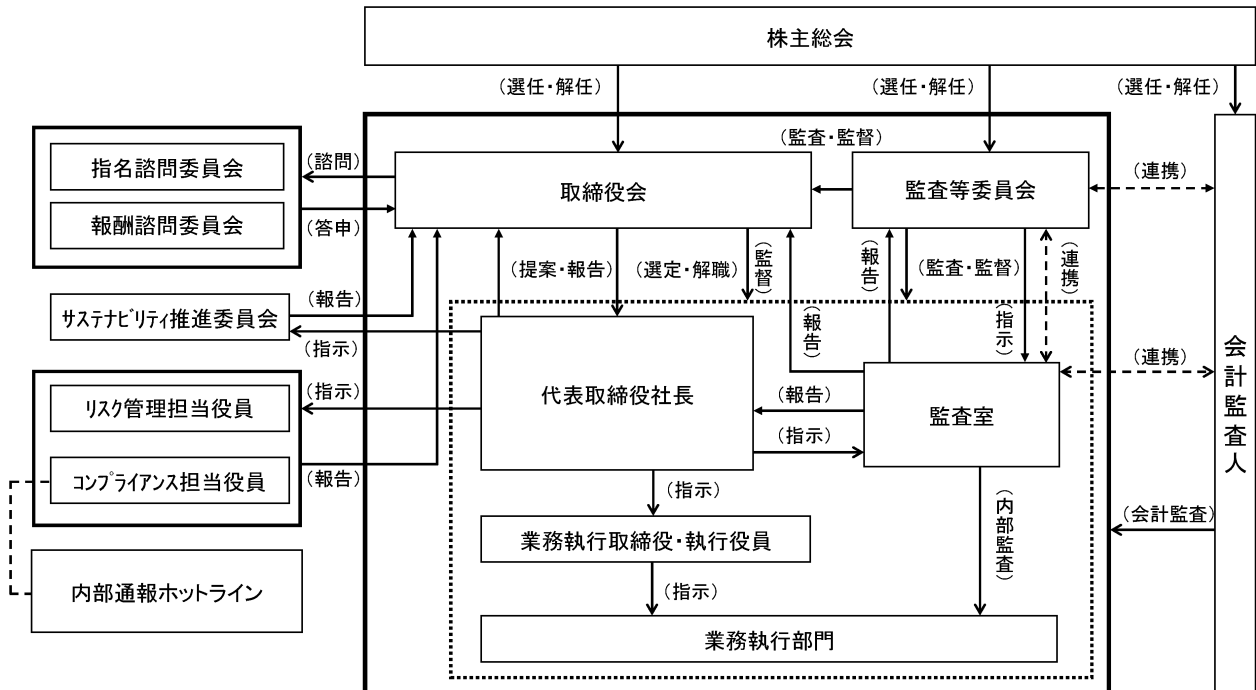 株主総会
(選任・解任)
(選任・解任)
(選任・解任)
(監査・監督)
指名諮問委員会
報酬諮問委員会
(諮問)
(答申)
取締役会
監査等委員会
(連携)
(提案・報告)
(選定・解職)
(監督)
(報告)
(監査・監督)
(連携)
(報告)
(指示)
サステナビリティ推進委員会
(報告)
(指示)
代表取締役社長
監査室
(連携)
会計監査人
リスク管理担当役員
コンプライアンス担当役員
(指示)
(報告)
(報告)
(指示)
(指示)
(内部監査)
(会計監査)
業務執行取締役・執行役員
内部通報ホットライン
(指示)
業務執行部門